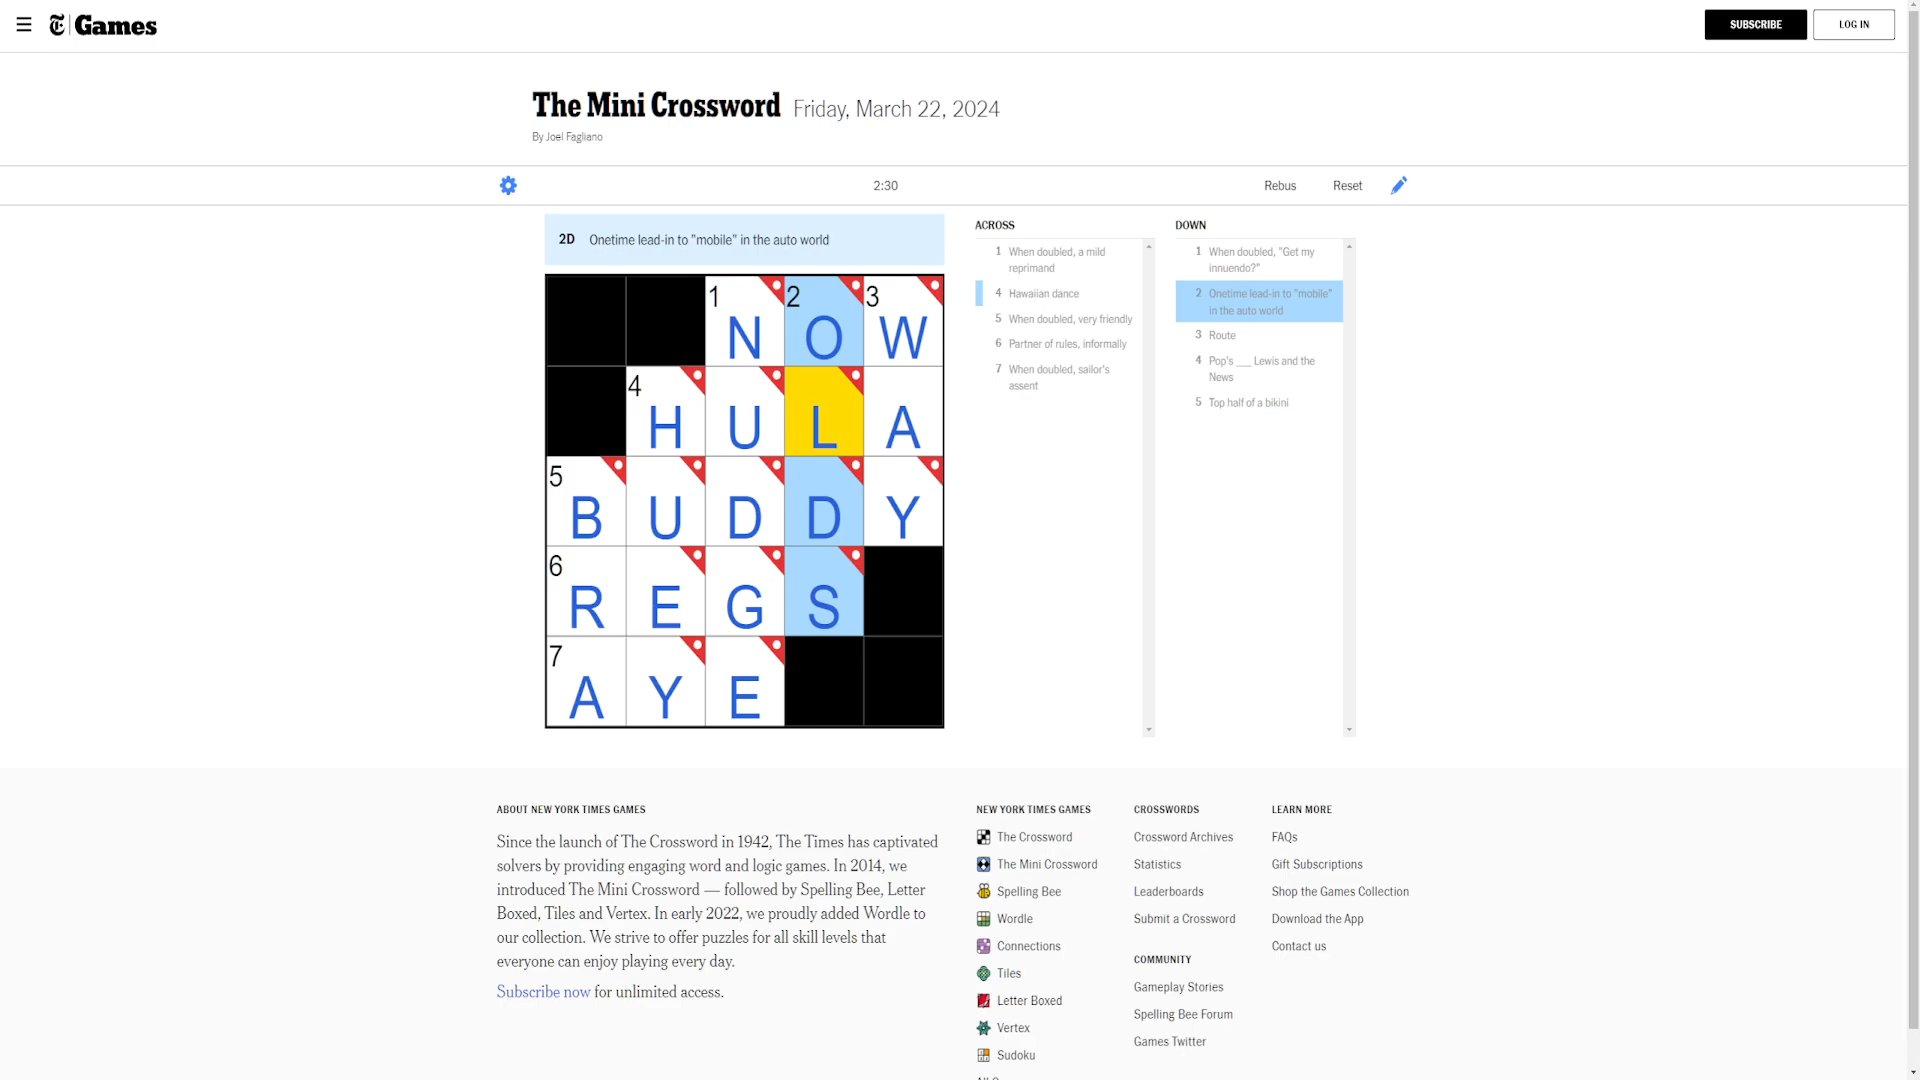 Games
SUBSCRIBE
LOG IN
The Mini Crossword Friday, March 22, 2024
By Joel Fagliano
2:30
Rebus
Reset
2D Onetime lead-in to "mobile" in the auto world
1 N 2 O 3 W
4 H U L A
5 B U D D Y
6 R E G S
7 A Y E
ACROSS
1 When doubled, a mild
reprimand
4 Hawaiian dance
5 When doubled, very friendly
6 Partner of rules, informally
7 When doubled, sailor's
assent
DOWN
1 When doubled, "Get my
innuendo?"
2 Onetime lead-in to "mobile"
in the auto world
3 Route
4 Pop's ___ Lewis and the
News
5 Top half of a bikini
ABOUT NEW YORK TIMES GAMES
Since the launch of The Crossword in 1942, The Times has captivated
solvers by providing engaging word and logic games. In 2014, we
introduced The Mini Crossword — followed by Spelling Bee, Letter
Boxed, Tiles and Vertex. In early 2022, we proudly added Wordle to
our collection. We strive to offer puzzles for all skill levels that
everyone can enjoy playing every day.
Subscribe now for unlimited access.
NEW YORK TIMES GAMES
The Crossword
The Mini Crossword
Spelling Bee
Wordle
Connections
Tiles
Letter Boxed
Vertex
Sudoku
CROSSWORDS
Crossword Archives
Statistics
Leaderboards
Submit a Crossword
COMMUNITY
Gameplay Stories
Spelling Bee Forum
Games Twitter
LEARN MORE
FAQs
Gift Subscriptions
Shop the Games Collection
Download the App
Contact us